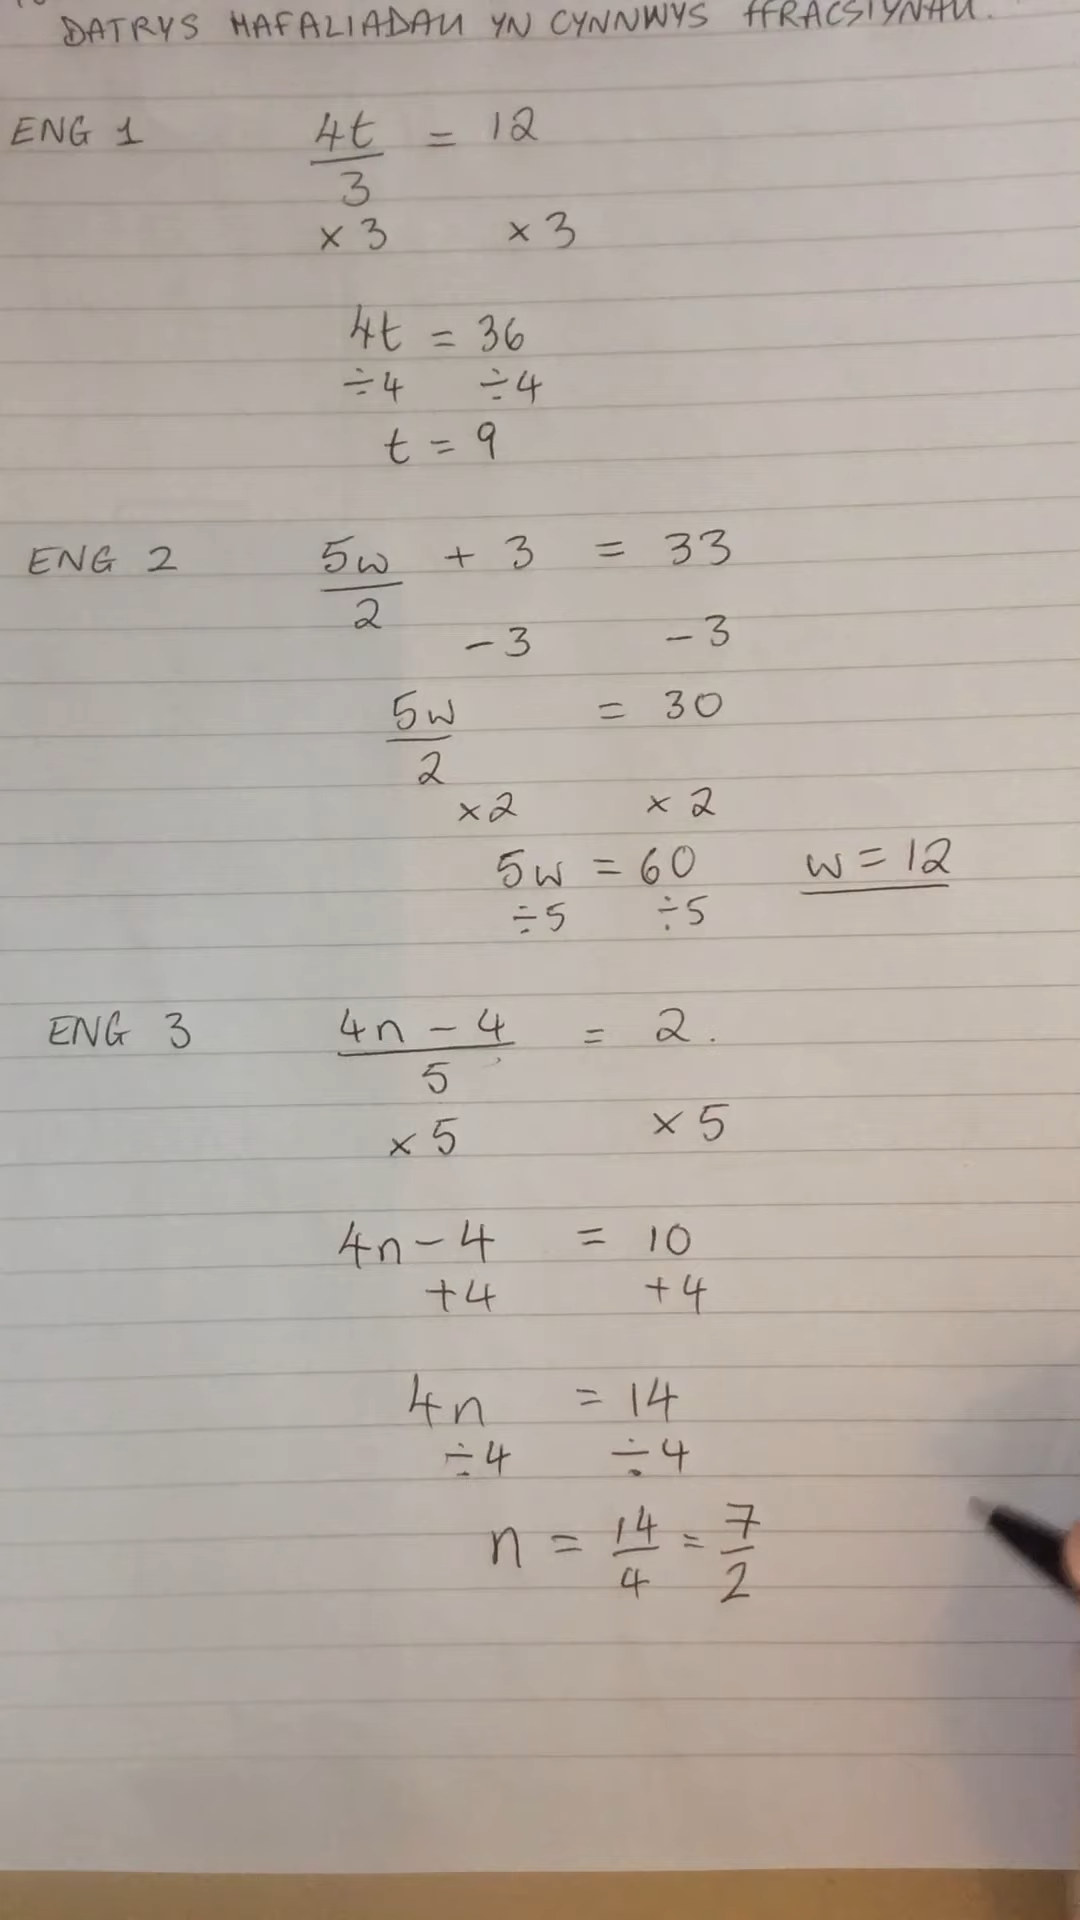 DATRYS HAFALIADAU YN CYNNWYS FFRACSIYNAU.
ENG 1 4t/3 = 12
×3 ×3
4t = 36
÷4 ÷4
t = 9
ENG 2 5w/2 + 3 = 33
-3 -3
5w/2 = 30
×2 ×2
5w = 60 w = 12
÷5 ÷5
ENG 3 4n - 4/5 = 2.
×5 ×5
4n - 4 = 10
+4 +4
4n = 14
÷4 ÷4
n = 14/4 = 7/2